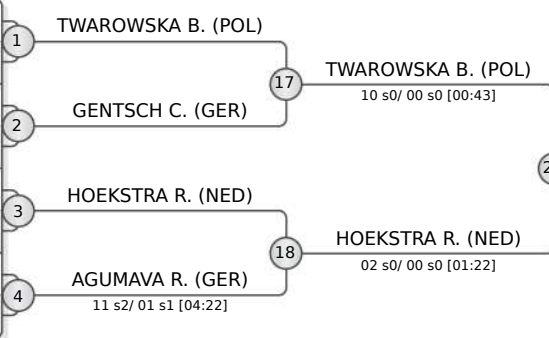 TWAROWSKA B. (POL)
1
17
TWAROWSKA B. (POL)
10 s0/ 00 s0 [00:43]
GENTSCH C. (GER)
2
HOEKSTRA R. (NED)
3
18
HOEKSTRA R. (NED)
02 s0/ 00 s0 [01:22]
AGUMAVA R. (GER)
4
11 s2/ 01 s1 [04:22]